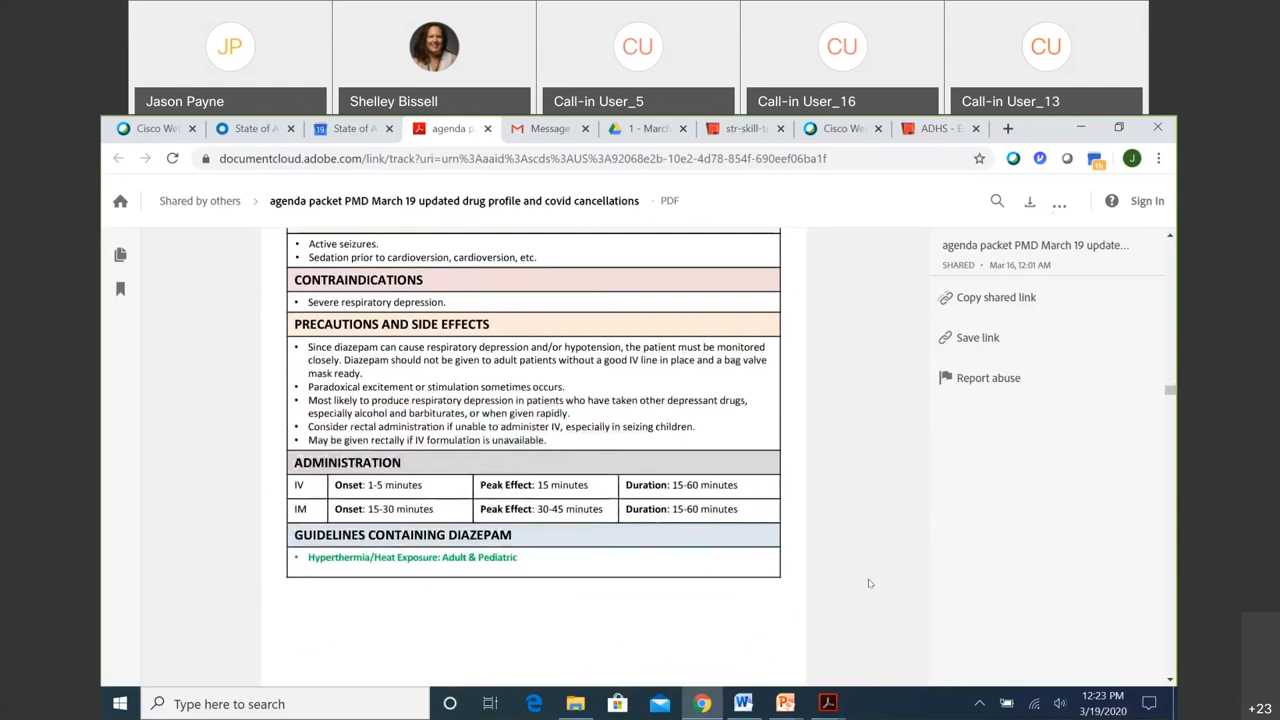 JP
CU
CU
CU
Jason Payne
Shelley Bissell
Call-in User_5
Call-in User_16
Call-in User_13
Cisco We
State of A
State of A
agenda p
Message
1 - March
str-skill-t
Cisco We
ADHS - E
documentcloud.adobe.com/link/track?uri=urn%3Aaaid%3Ascds%3AUS%3A92068e2b-10e2-4d78-854f-690eef06ba1f
J
Shared by others > agenda packet PMD March 19 updated drug profile and covid cancellations • PDF
Sign In
• Active seizures.
• Sedation prior to cardioversion, cardioversion, etc.
CONTRAINDICATIONS
• Severe respiratory depression.
PRECAUTIONS AND SIDE EFFECTS
• Since diazepam can cause respiratory depression and/or hypotension, the patient must be monitored
closely. Diazepam should not be given to adult patients without a good IV line in place and a bag valve
mask ready.
• Paradoxical excitement or stimulation sometimes occurs.
• Most likely to produce respiratory depression in patients who have taken other depressant drugs,
especially alcohol and barbiturates, or when given rapidly.
• Consider rectal administration if unable to administer IV, especially in seizing children.
• May be given rectally if IV formulation is unavailable.
ADMINISTRATION
IV Onset: 1-5 minutes Peak Effect: 15 minutes Duration: 15-60 minutes
IM Onset: 15-30 minutes Peak Effect: 30-45 minutes Duration: 15-60 minutes
GUIDELINES CONTAINING DIAZEPAM
• Hyperthermia/Heat Exposure: Adult & Pediatric
agenda packet PMD March 19 update...
SHARED • Mar 16, 12:01 AM
Copy shared link
Save link
Report abuse
Type here to search
12:23 PM
3/19/2020
+23